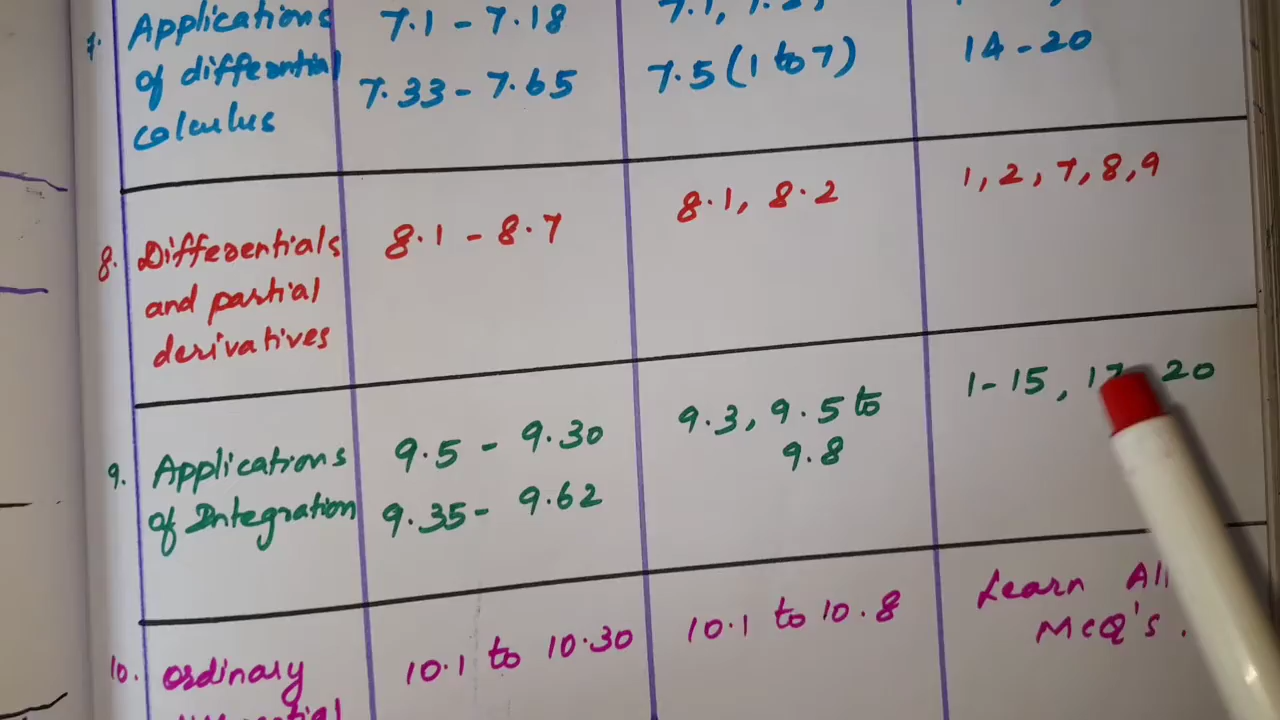 7. Applications of differential calculus
7.1 - 7.18
7.33 - 7.65
7.5 (1 to 7)
14 - 20
8. Differentials and partial derivatives
8.1 - 8.7
8.1, 8.2
1, 2, 7, 8, 9
9. Applications of Integration
9.5 - 9.30
9.35 - 9.62
9.3, 9.5 to
9.8
1 - 15, 20
10. Ordinary
10.1 to 10.30
10.1 to 10.8
Learn All
MCQ's.